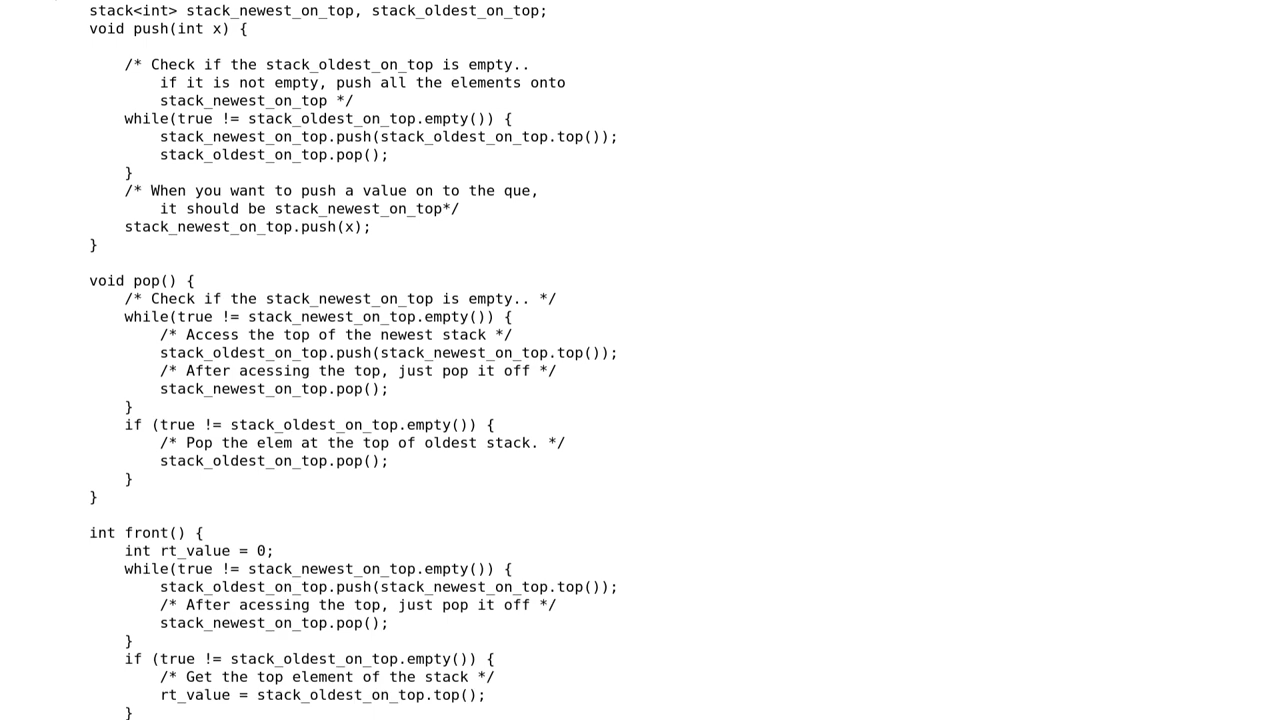 stack<int> stack_newest_on_top, stack_oldest_on_top;
void push(int x) {
/* Check if the stack_oldest_on_top is empty..
if it is not empty, push all the elements onto
stack_newest_on_top */
while(true != stack_oldest_on_top.empty()) {
stack_newest_on_top.push(stack_oldest_on_top.top());
stack_oldest_on_top.pop();
}
/* When you want to push a value on to the que,
it should be stack_newest_on_top*/
stack_newest_on_top.push(x);
}
void pop() {
/* Check if the stack_newest_on_top is empty.. */
while(true != stack_newest_on_top.empty()) {
/* Access the top of the newest stack */
stack_oldest_on_top.push(stack_newest_on_top.top());
/* After acessing the top, just pop it off */
stack_newest_on_top.pop();
}
if (true != stack_oldest_on_top.empty()) {
/* Pop the elem at the top of oldest stack. */
stack_oldest_on_top.pop();
}
}
int front() {
int rt_value = 0;
while(true != stack_newest_on_top.empty()) {
stack_oldest_on_top.push(stack_newest_on_top.top());
/* After acessing the top, just pop it off */
stack_newest_on_top.pop();
}
if (true != stack_oldest_on_top.empty()) {
/* Get the top element of the stack */
rt_value = stack_oldest_on_top.top();
}